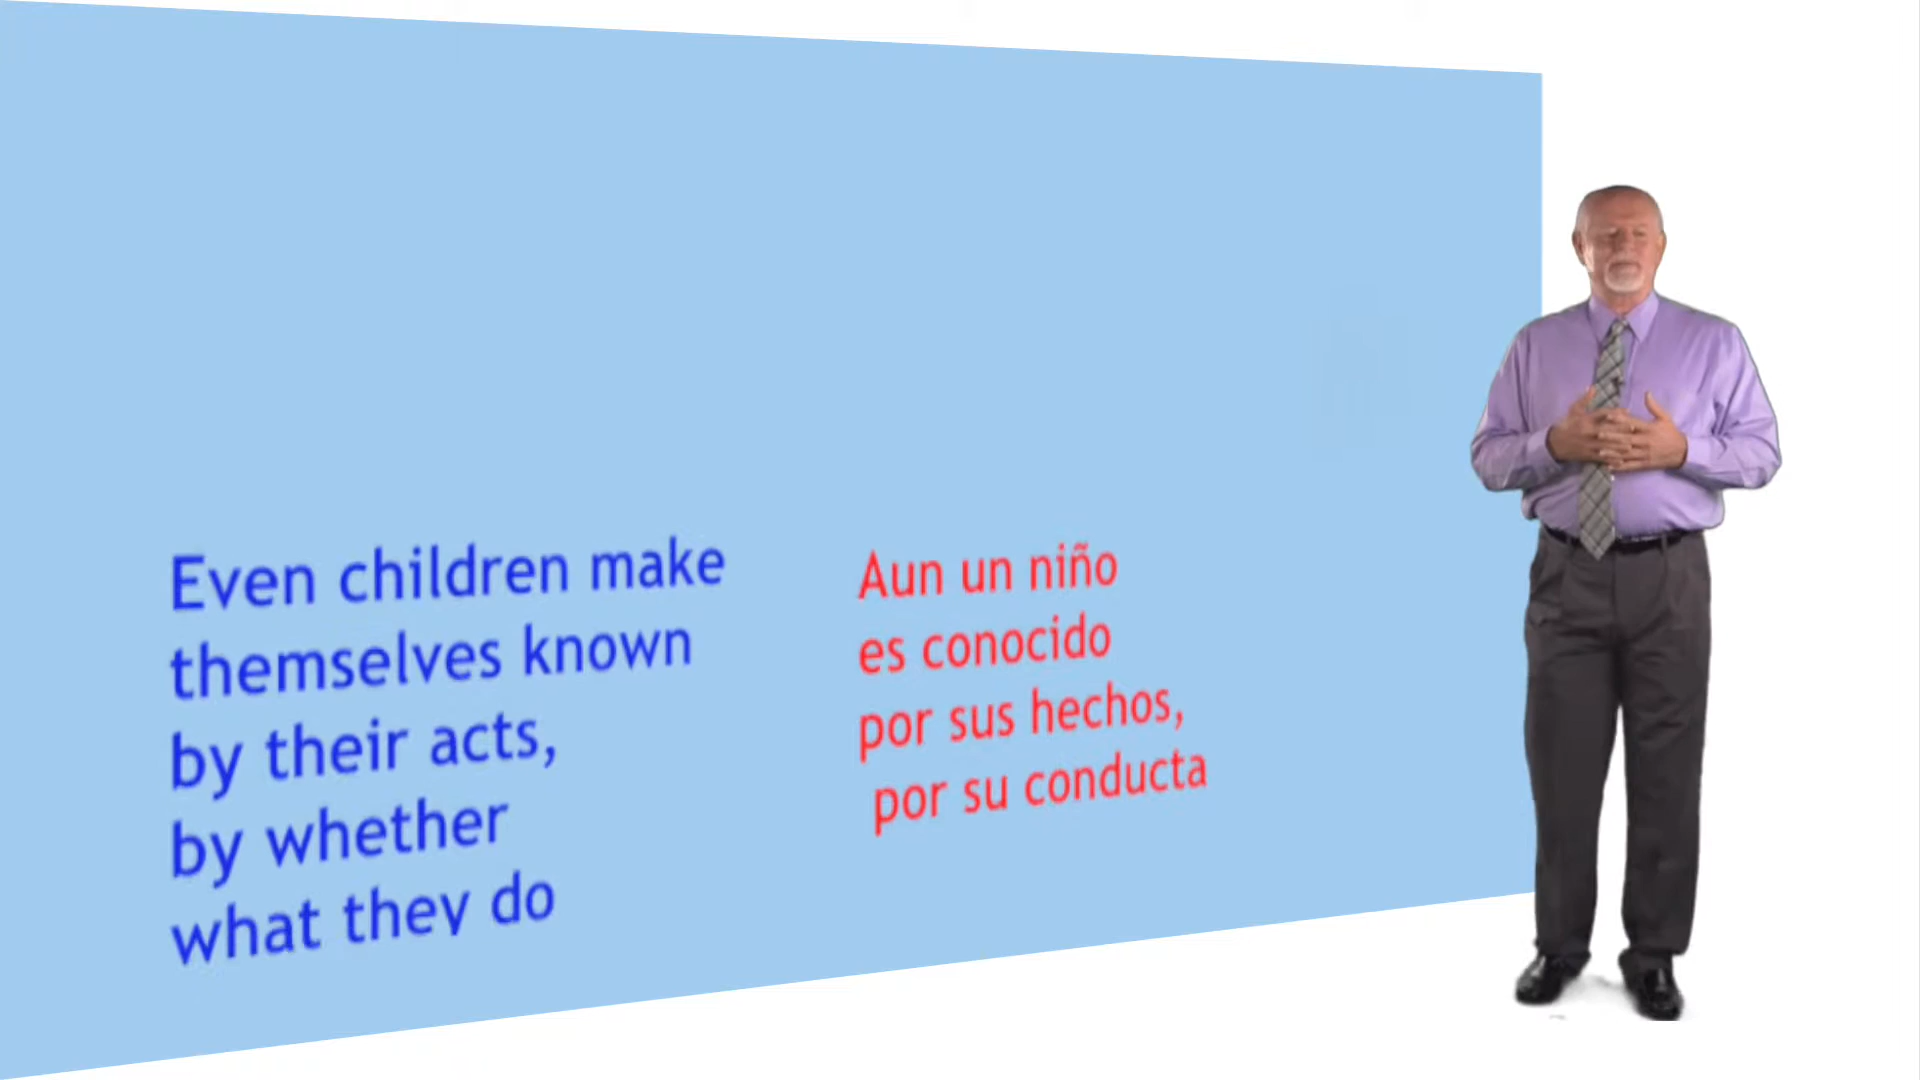 Even children make
themselves known
by their acts,
by whether
what they do
Aun un niño
es conocido
por sus hechos,
por su conducta